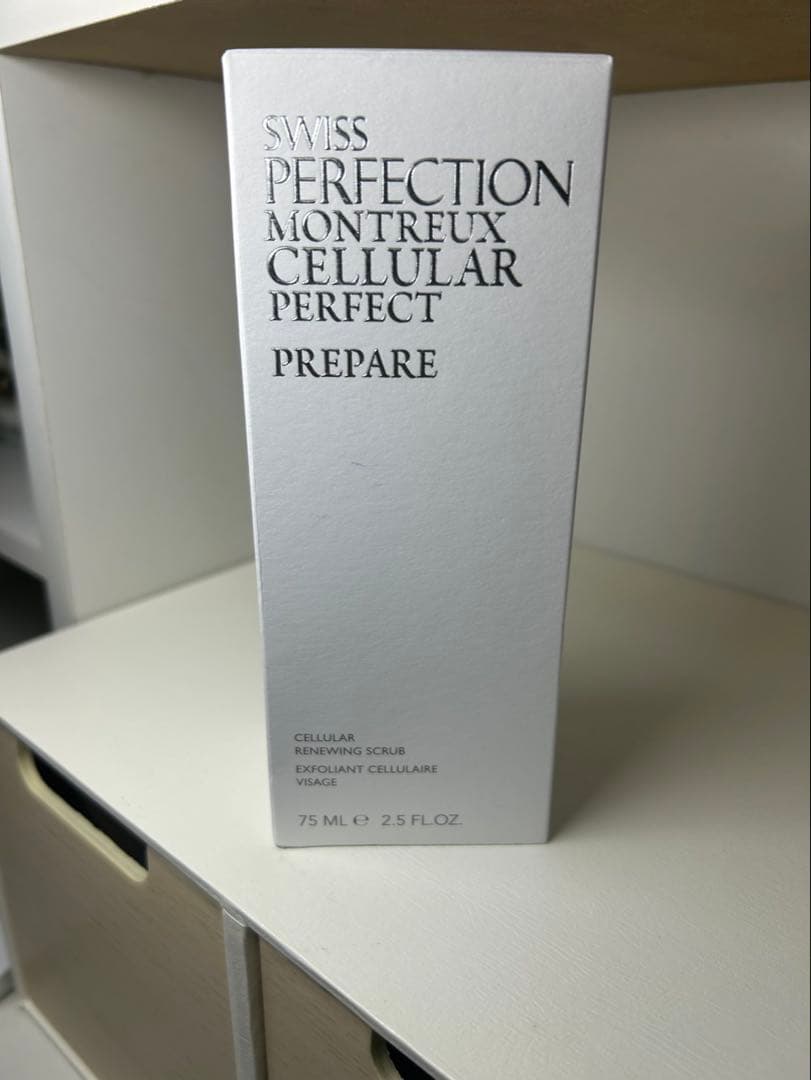 SWISS
PERFECTION
MONTREUX
CELLULAR
PERFECT
PREPARE
CELLULAR
RENEWING SCRUB
EXFOLIANT CELLULAIRE
VISAGE
75 ML ℮ 2.5 FL.OZ.